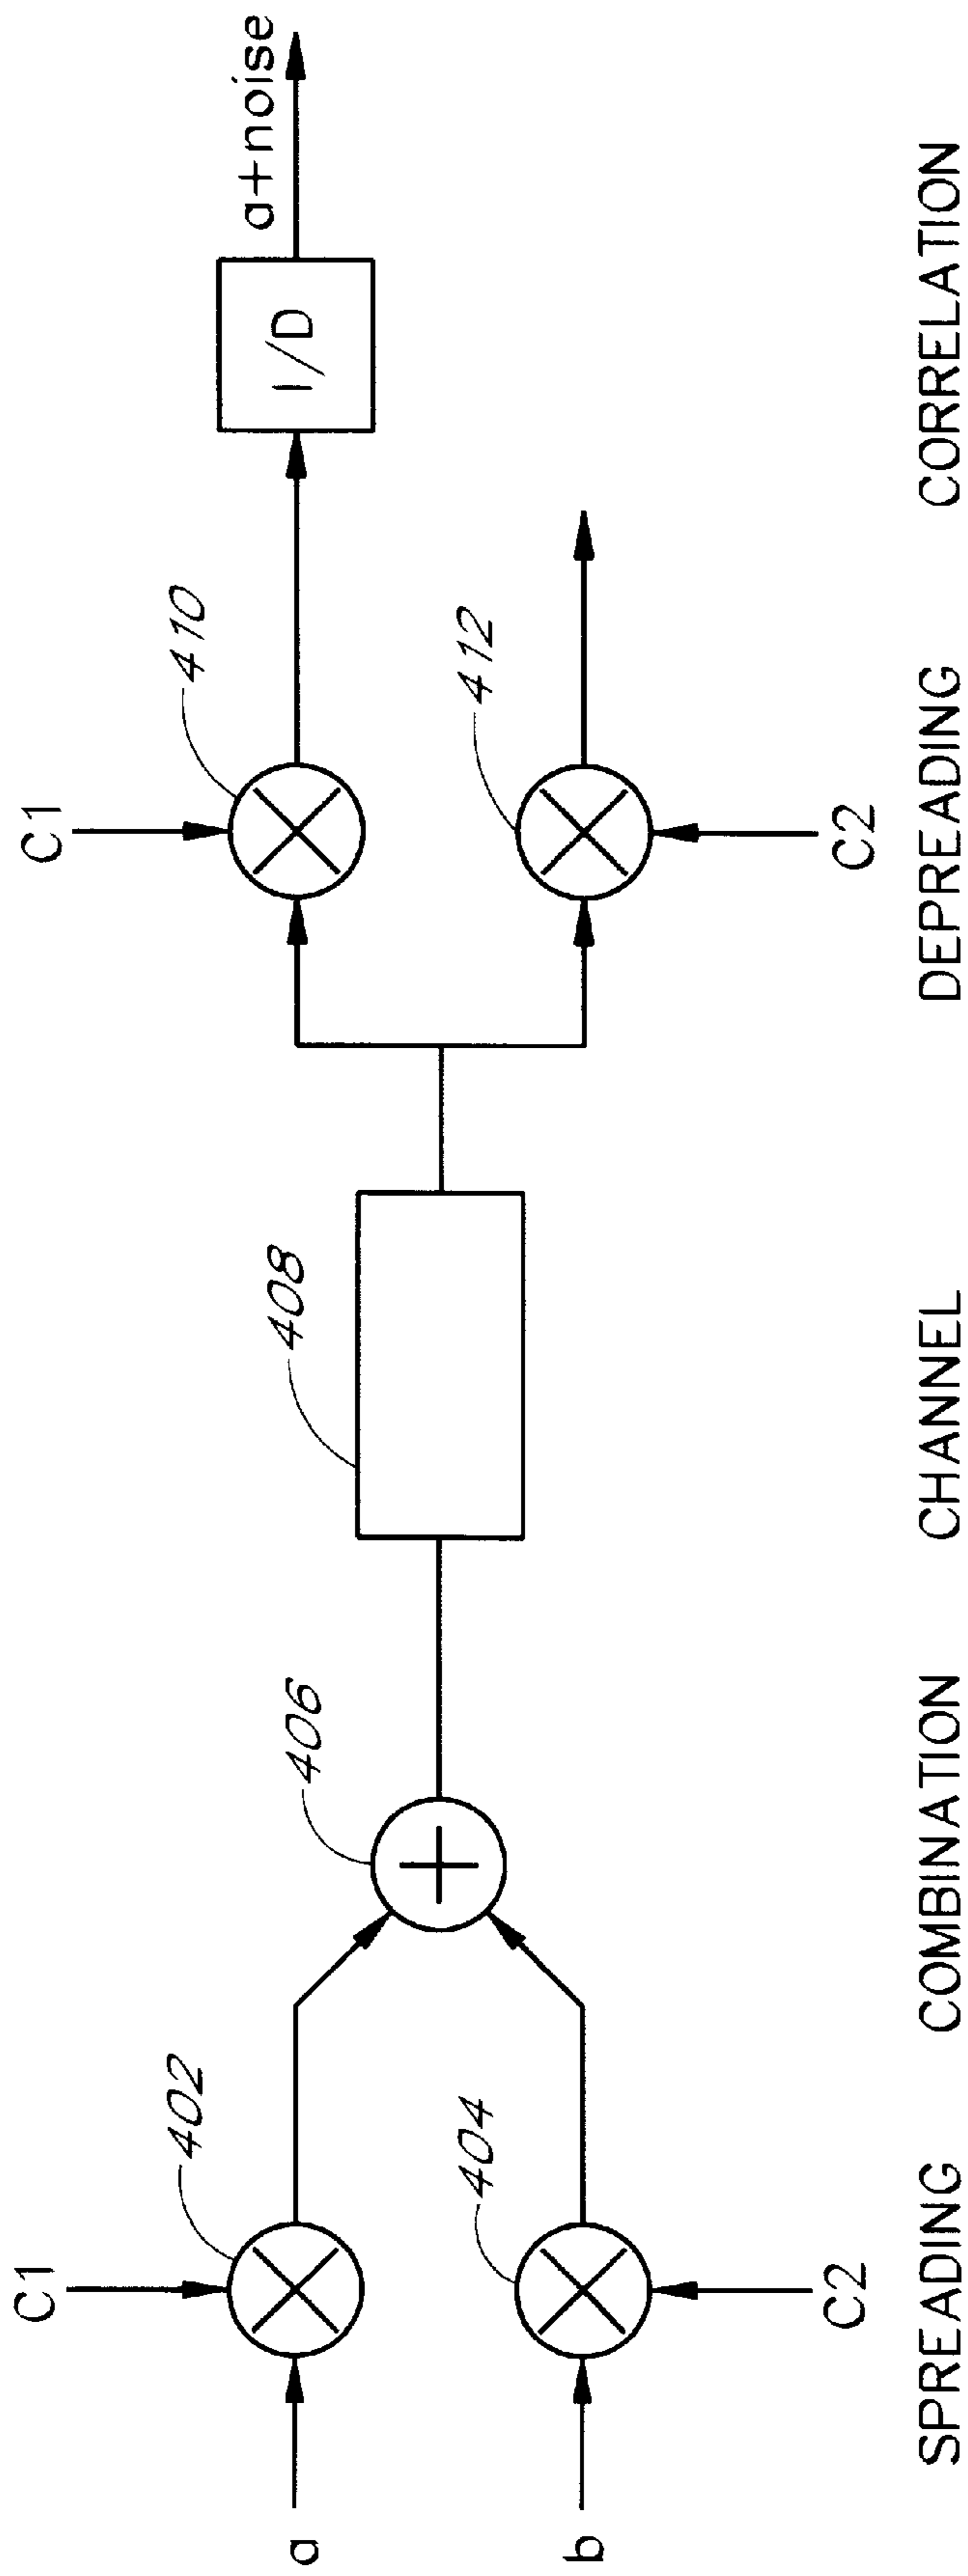 C1
402
a
406
408
C1
410
I/D
a+noise
b
404
C2
412
C2
SPREADING
COMBINATION
CHANNEL
DEPREADING
CORRELATION